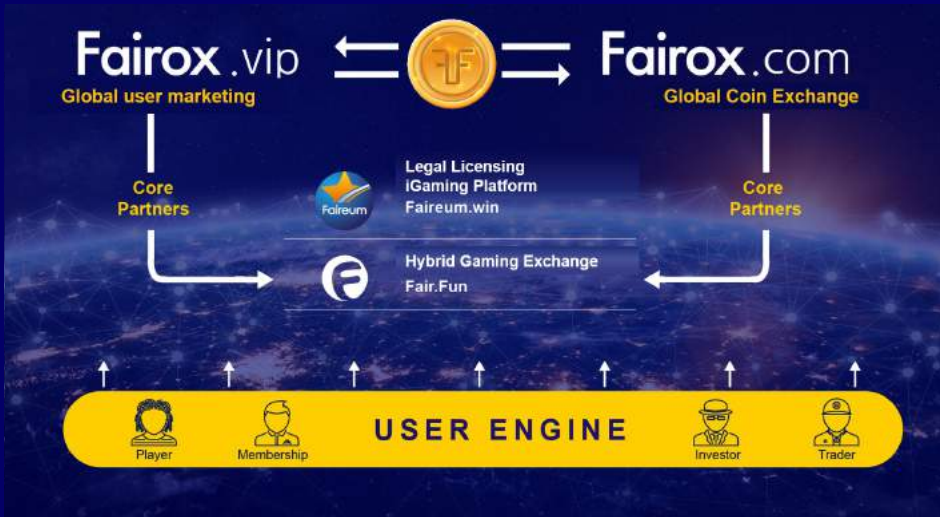 Fairox.vip
Global user marketing
Fairox.com
Global Coin Exchange
Core
Partners
Faireum
Legal Licensing
iGaming Platform
Faireum.win
Hybrid Gaming Exchange
Fair.Fun
Core
Partners
USER ENGINE
Player
Membership
Investor
Trader